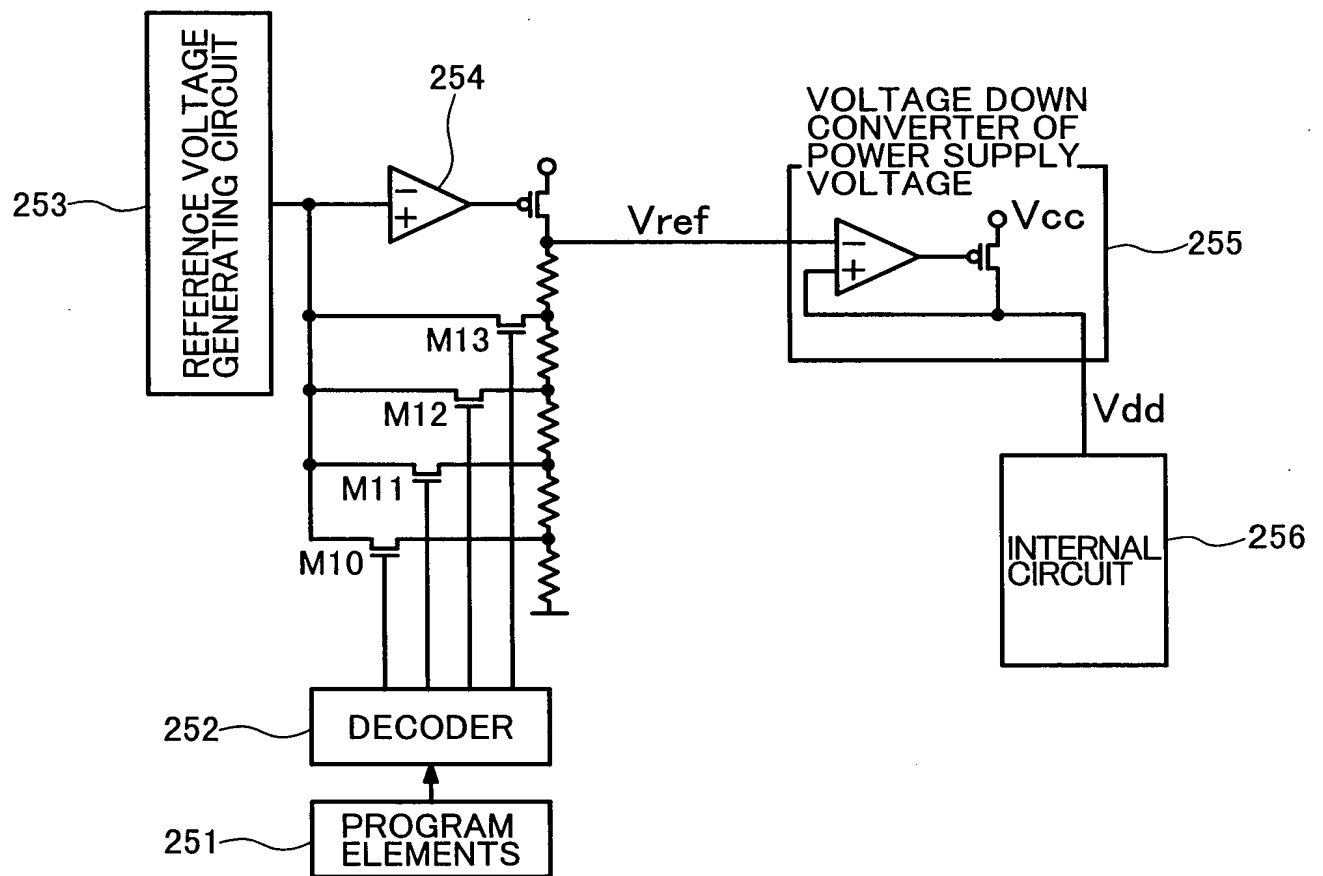 REFERENCE VOLTAGE
GENERATING CIRCUIT
253
254
−
+
Vref
VOLTAGE DOWN
CONVERTER OF
POWER SUPPLY
VOLTAGE
−
+
Vcc
255
M13
M12
M11
M10
Vdd
INTERNAL
CIRCUIT
256
252
DECODER
251
PROGRAM
ELEMENTS